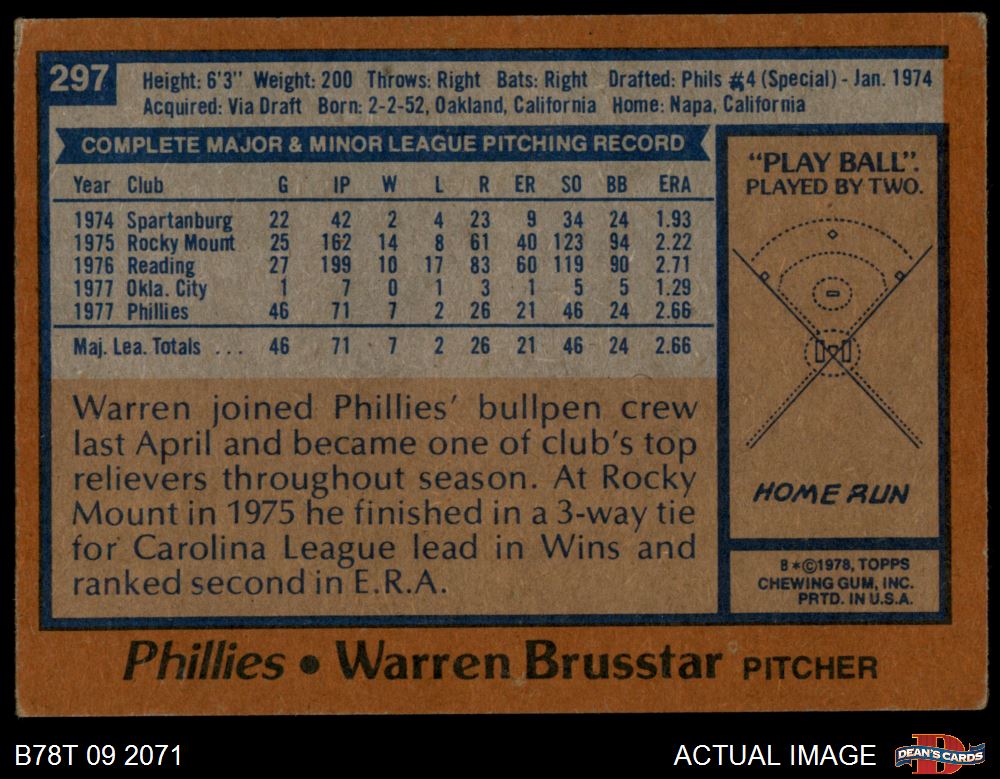 297
Height: 6'3" Weight: 200 Throws: Right Bats: Right Drafted: Phils #4 (Special) - Jan. 1974
Acquired: Via Draft Born: 2-2-52, Oakland, California Home: Napa, California
COMPLETE MAJOR & MINOR LEAGUE PITCHING RECORD
Year Club G IP W L R ER SO BB ERA
1974 Spartanburg 22 42 2 4 23 9 34 24 1.93
1975 Rocky Mount 25 162 14 8 61 40 123 94 2.22
1976 Reading 27 199 10 17 83 60 119 90 2.71
1977 Okla. City 1 7 0 1 3 1 5 5 1.29
1977 Phillies 46 71 7 2 26 21 46 24 2.66
Maj. Lea. Totals ... 46 71 7 2 26 21 46 24 2.66
Warren joined Phillies' bullpen crew
last April and became one of club's top
relievers throughout season. At Rocky
Mount in 1975 he finished in a 3-way tie
for Carolina League lead in Wins and
ranked second in E.R.A.
"PLAY BALL".
PLAYED BY TWO.
HOME RUN
B*©1978, TOPPS
CHEWING GUM, INC.
PRTD. IN U.S.A.
Phillies • Warren Brusstar PITCHER
B78T 09 2071
ACTUAL IMAGE
DEAN'S CARDS